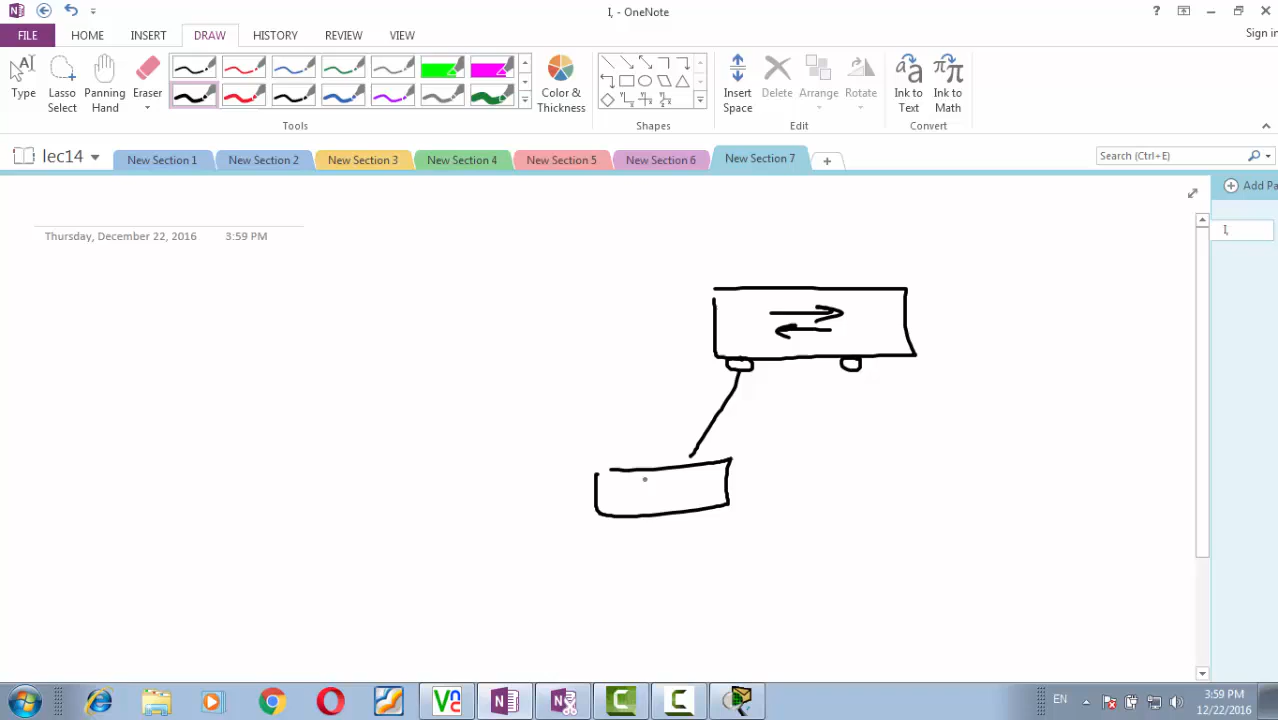 I, - OneNote
?
Sign in
FILE HOME INSERT DRAW HISTORY REVIEW VIEW
Type
Lasso Select
Panning Hand
Eraser
Color & Thickness
Insert Space
Delete
Arrange
Rotate
Ink to Text
Ink to Math
Tools
Shapes
Edit
Convert
lec14
New Section 1
New Section 2
New Section 3
New Section 4
New Section 5
New Section 6
New Section 7
Search (Ctrl+E)
Add Pa
Thursday, December 22, 2016 3:59 PM
I,
EN
3:59 PM
12/22/2016